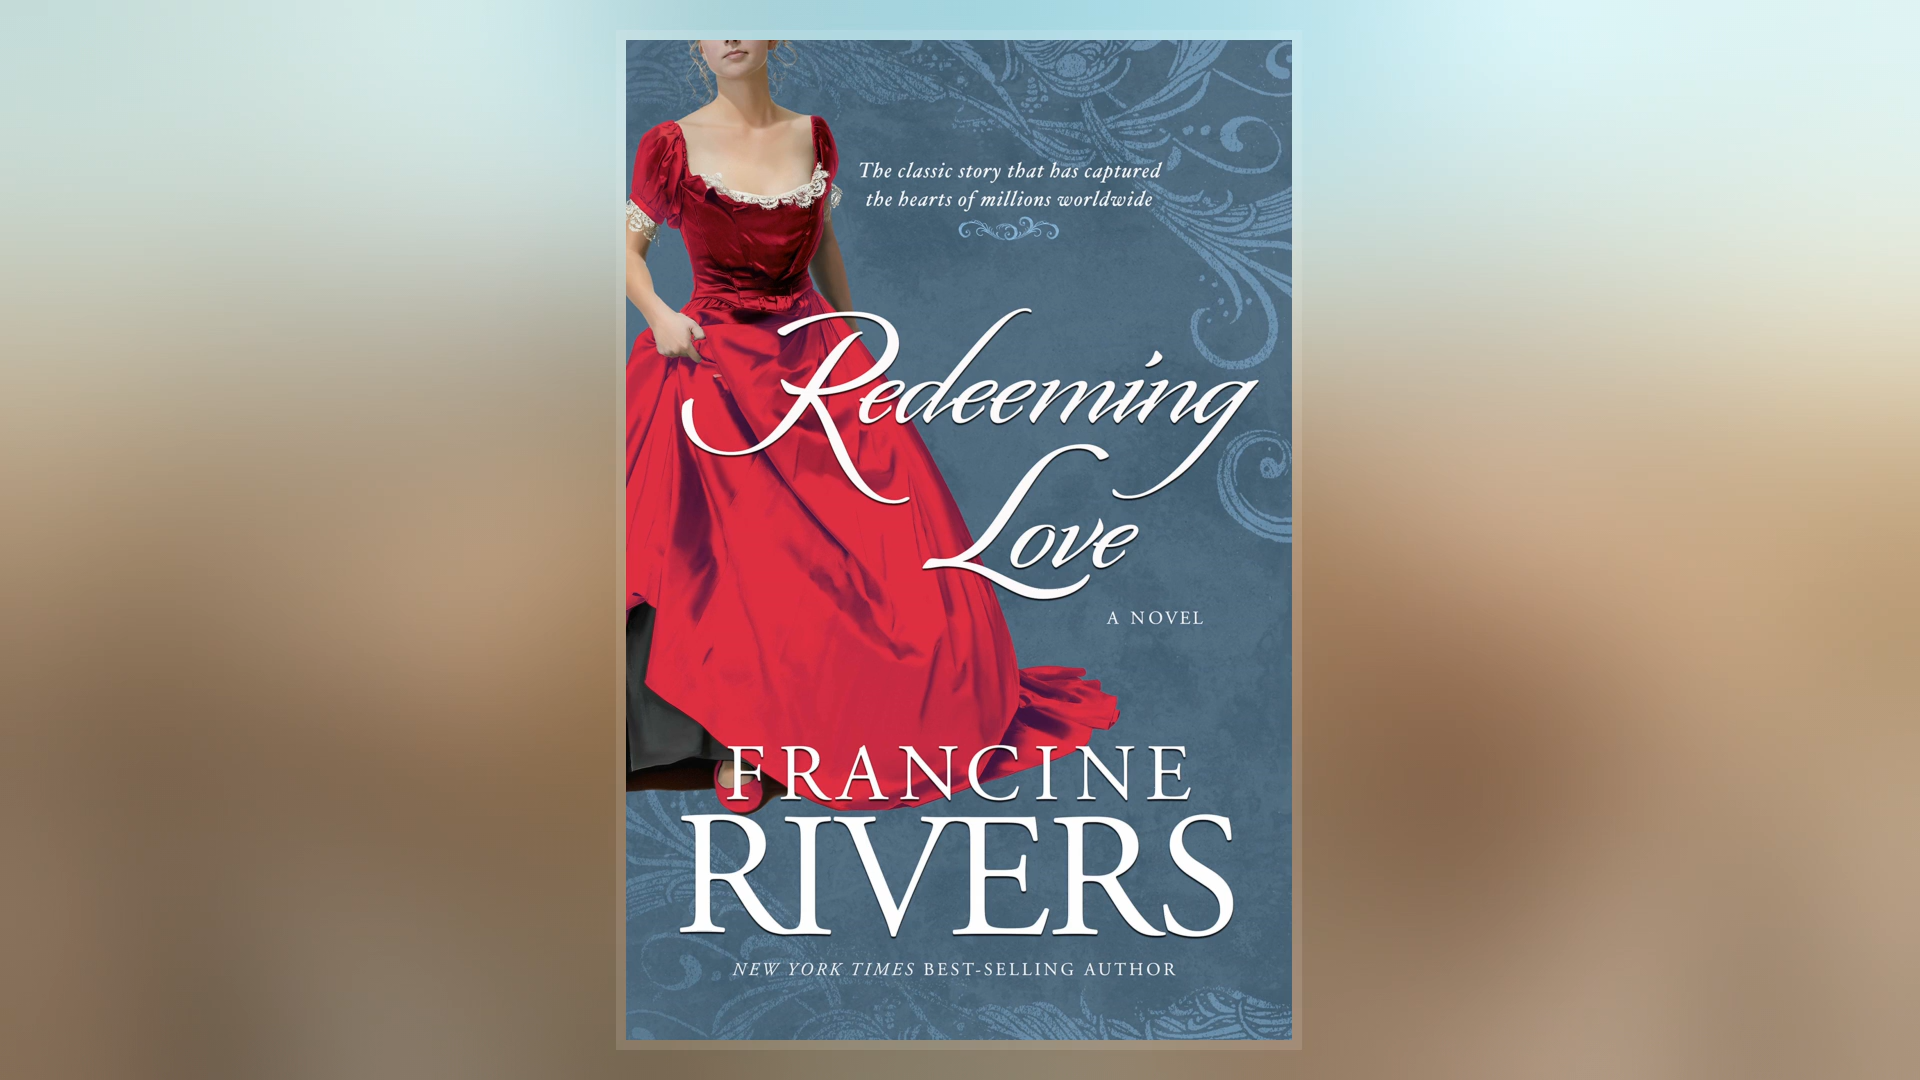 The classic story that has captured
the hearts of millions worldwide
Redeeming
Love
A NOVEL
FRANCINE
RIVERS
NEW YORK TIMES BEST-SELLING AUTHOR